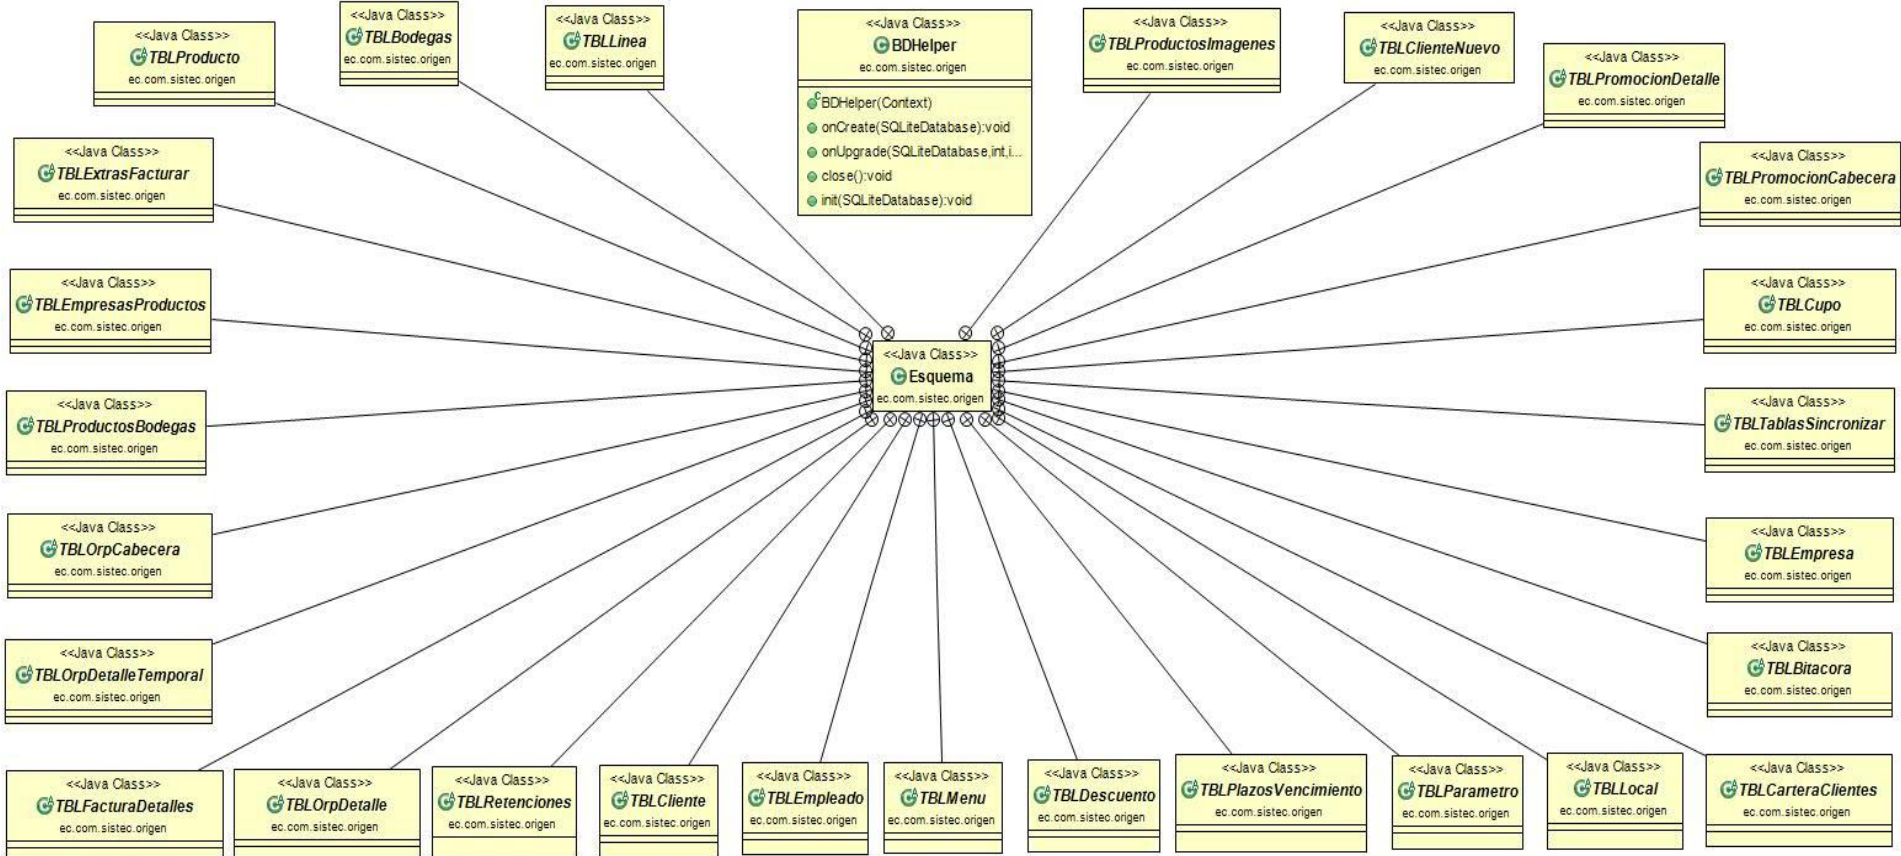 <<Java Class>>
TBLProducto
ec.com.sistec.origen
<<Java Class>>
TBLBodegas
ec.com.sistec.origen
<<Java Class>>
TBLLinea
ec.com.sistec.origen
<<Java Class>>
BDHelper
ec.com.sistec.origen
BDHelper(Context)
onCreate(SQLiteDatabase):void
onUpgrade(SQLiteDatabase,int,i...
close():void
init(SQLiteDatabase):void
<<Java Class>>
TBLProductosImagenes
ec.com.sistec.origen
<<Java Class>>
TBLClienteNuevo
ec.com.sistec.origen
<<Java Class>>
TBLPromocionDetalle
ec.com.sistec.origen
<<Java Class>>
TBLExtrasFacturar
ec.com.sistec.origen
<<Java Class>>
TBLPromocionCabecera
ec.com.sistec.origen
<<Java Class>>
TBLEmpresasProductos
ec.com.sistec.origen
<<Java Class>>
TBLCupo
ec.com.sistec.origen
<<Java Class>>
Esquema
ec.com.sistec.origen
<<Java Class>>
TBLProductosBodegas
ec.com.sistec.origen
<<Java Class>>
TBLTablasSincronizar
ec.com.sistec.origen
<<Java Class>>
TBLOrpCabecera
ec.com.sistec.origen
<<Java Class>>
TBLEmpresa
ec.com.sistec.origen
<<Java Class>>
TBLOrpDetalleTemporal
ec.com.sistec.origen
<<Java Class>>
TBLBitacora
ec.com.sistec.origen
<<Java Class>>
TBLFacturaDetalles
ec.com.sistec.origen
<<Java Class>>
TBLOrpDetalle
ec.com.sistec.origen
<<Java Class>>
TBLRetenciones
ec.com.sistec.origen
<<Java Class>>
TBLCliente
ec.com.sistec.origen
<<Java Class>>
TBLEmpleado
ec.com.sistec.origen
<<Java Class>>
TBLMenu
ec.com.sistec.origen
<<Java Class>>
TBLDescuento
ec.com.sistec.origen
<<Java Class>>
TBLPlazosVencimiento
ec.com.sistec.origen
<<Java Class>>
TBLParametro
ec.com.sistec.origen
<<Java Class>>
TBLLocal
ec.com.sistec.origen
<<Java Class>>
TBLCarteraClientes
ec.com.sistec.origen